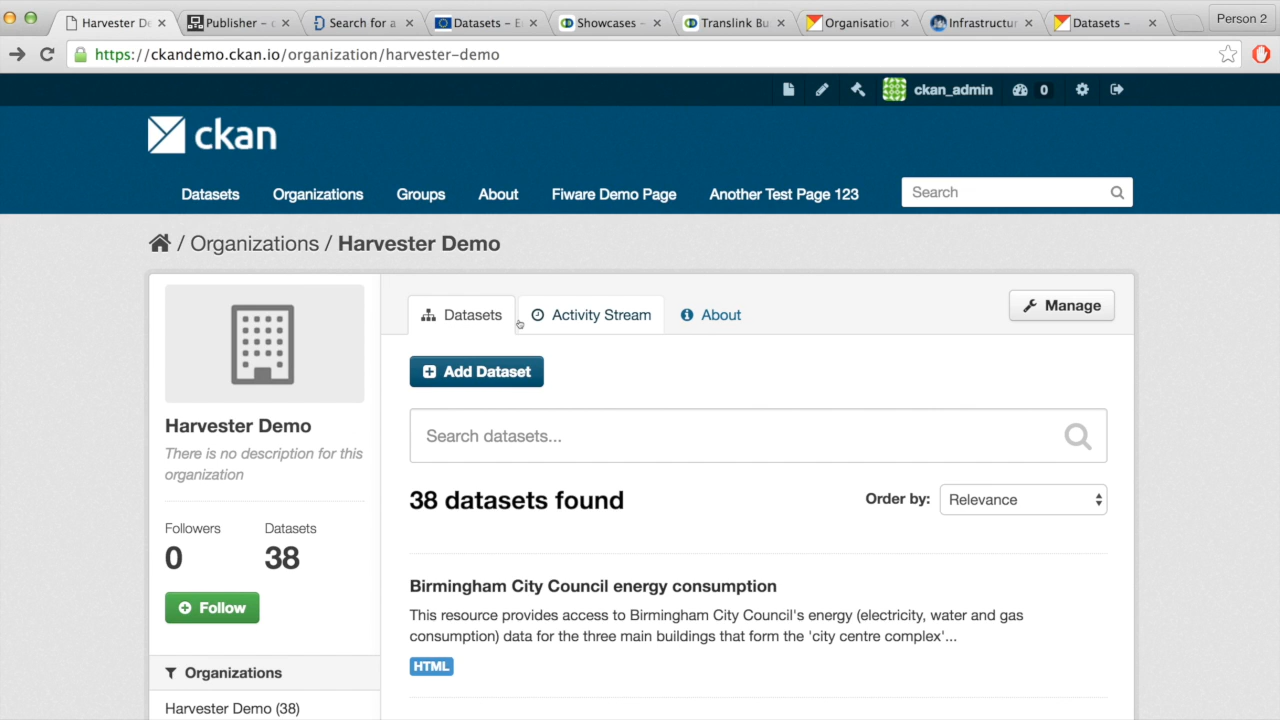 Harvester De
Publisher – c
Search for a
Datasets – E
Showcases –
Translink Bu
Organisatio
Infrastructur
Datasets –
Person 2
https://ckandemo.ckan.io/organization/harvester-demo
ckan_admin
0
ckan
Datasets
Organizations
Groups
About
Fiware Demo Page
Another Test Page 123
Search
/ Organizations / Harvester Demo
Datasets
Activity Stream
About
Manage
Add Dataset
Search datasets...
Harvester Demo
There is no description for this
organization
38 datasets found
Order by:
Relevance
Followers
Datasets
0
38
Follow
Birmingham City Council energy consumption
This resource provides access to Birmingham City Council's energy (electricity, water and gas
consumption) data for the three main buildings that form the 'city centre complex'...
HTML
Organizations
Harvester Demo (38)